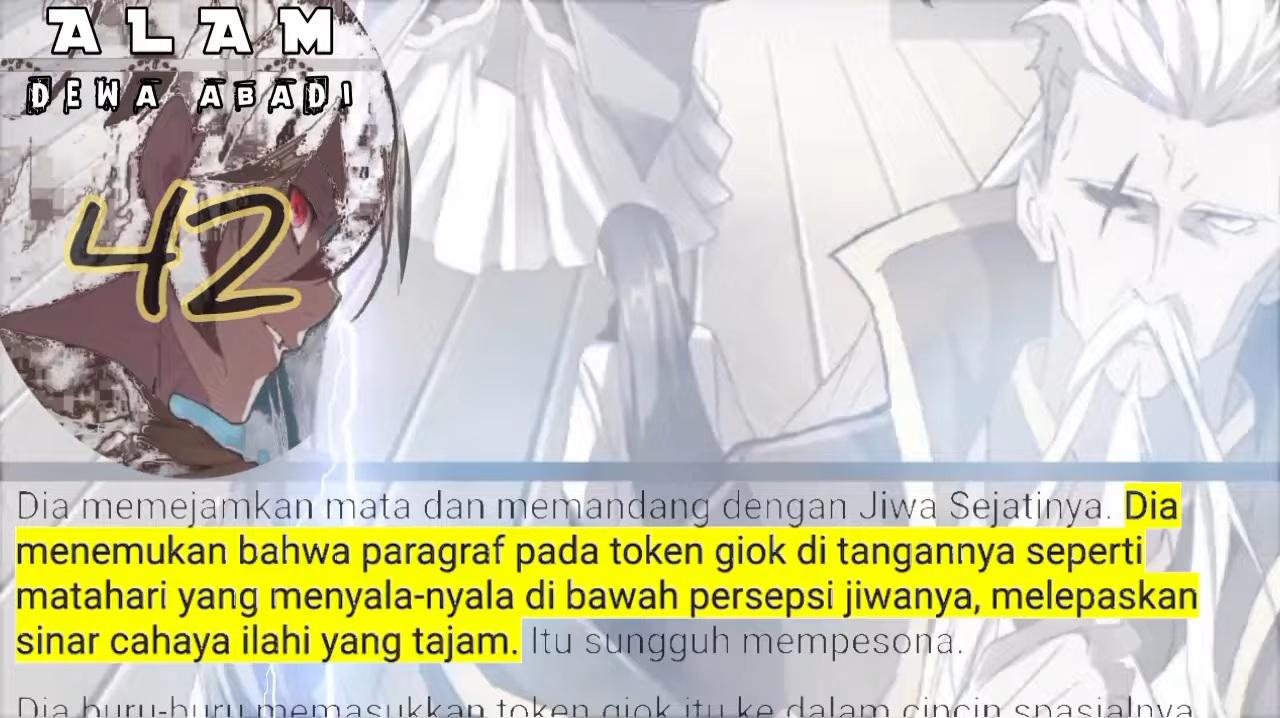 ALAM
DEWA ABADI
42
Dia memejamkan mata dan memandang dengan Jiwa Sejatinya. Dia
menemukan bahwa paragraf pada token giok di tangannya seperti
matahari yang menyala-nyala di bawah persepsi jiwanya, melepaskan
sinar cahaya ilahi yang tajam. Itu sungguh mempesona.
Dia buru-buru memasukkan token giok itu ke dalam cincin spasialnya